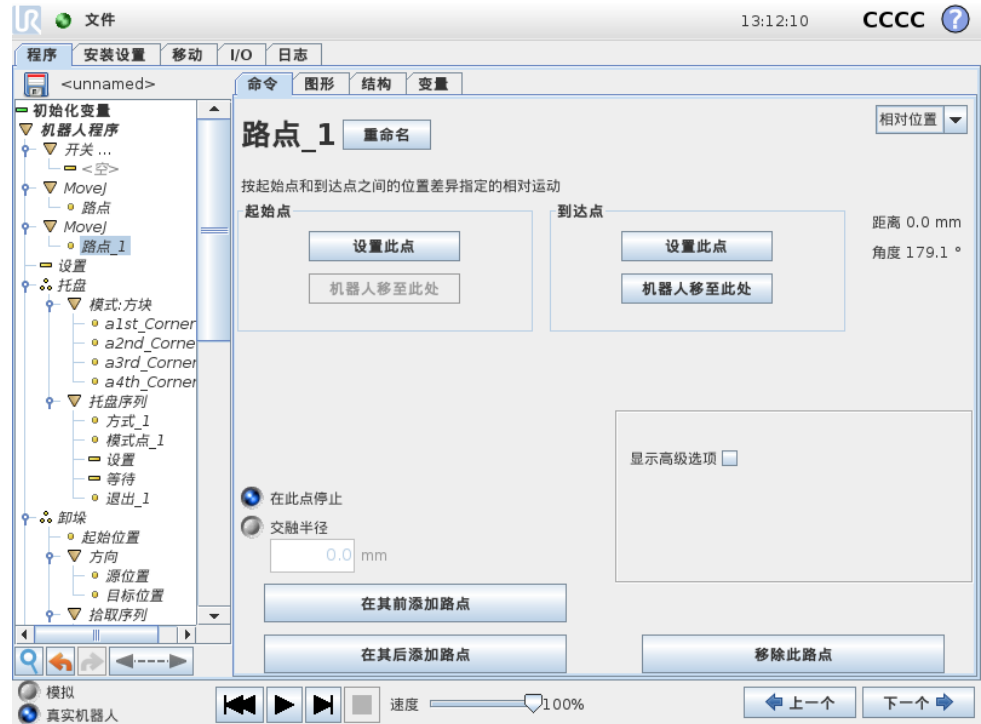 UR 文件 13:12:10 CCCC ?
程序 安装设置 移动 I/O 日志
<unnamed>
命令 图形 结构 变量
初始化变量
机器人程序
开关 ...
<空>
MoveJ
路点
MoveJ
路点_1
设置
托盘
模式:方块
a1st_Corner
a2nd_Corne
a3rd_Corner
a4th_Corner
托盘序列
方式_1
模式点_1
设置
等待
退出_1
卸垛
起始位置
方向
源位置
目标位置
拾取序列
路点_1 重命名
相对位置
按起始点和到达点之间的位置差异指定的相对运动
起始点
设置此点
机器人移至此处
到达点
设置此点
机器人移至此处
距离 0.0 mm
角度 179.1 °
显示高级选项
在此点停止
交融半径
0.0 mm
在其前添加路点
在其后添加路点
移除此路点
模拟
真实机器人
速度 100%
上一个 下一个